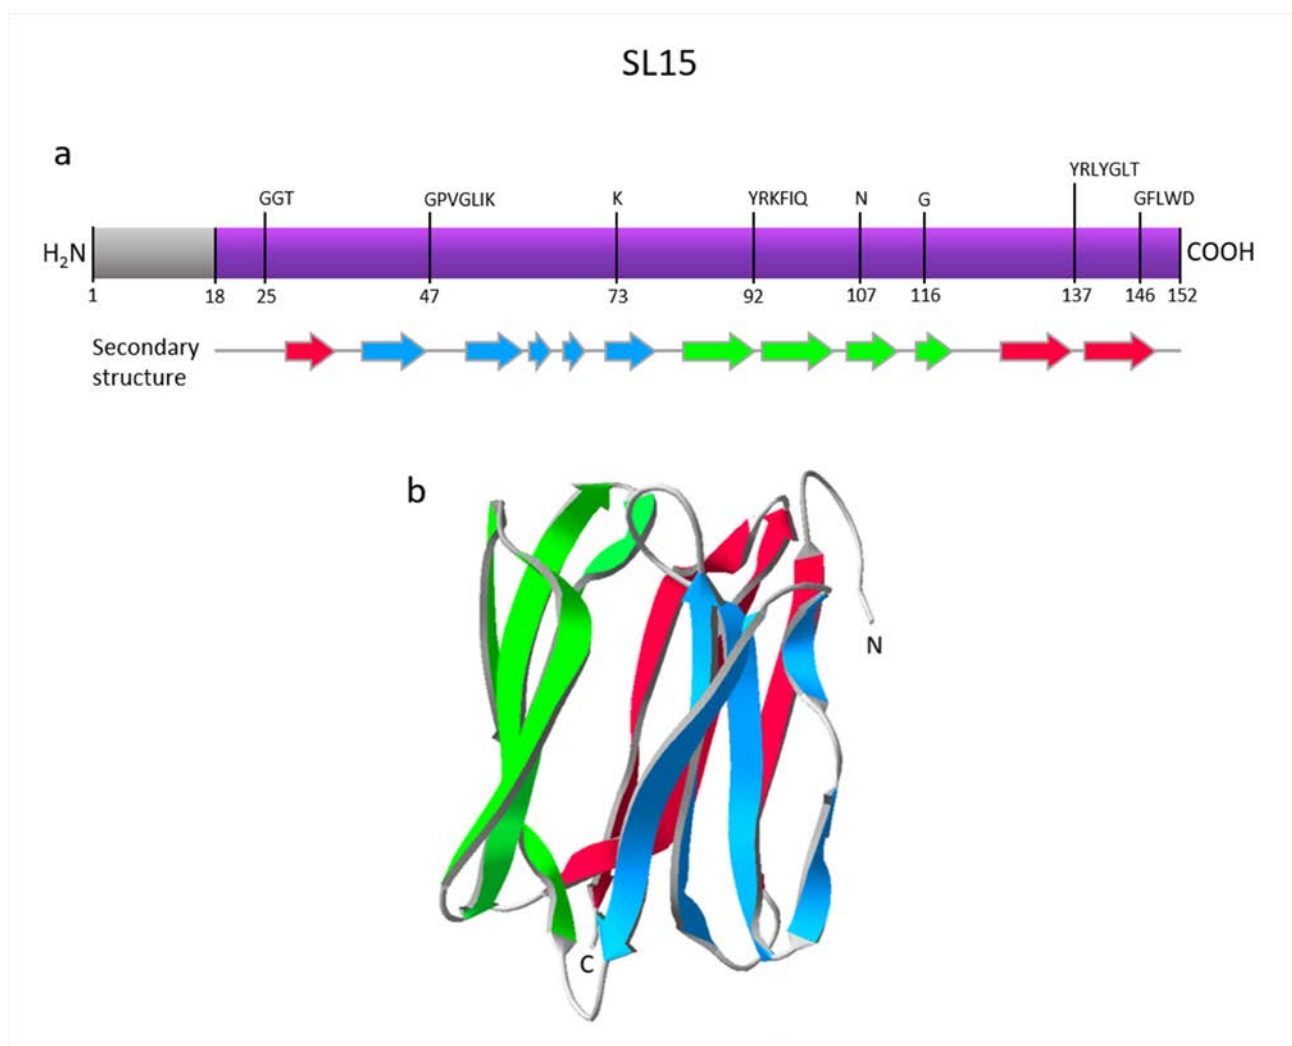 SL15
a
YRLYGLT
GGT GPVGLIK K YRKFIQ N G GFLWD
H₂N COOH
1 18 25 47 73 92 107 116 137 146 152
Secondary
structure
b
N
C